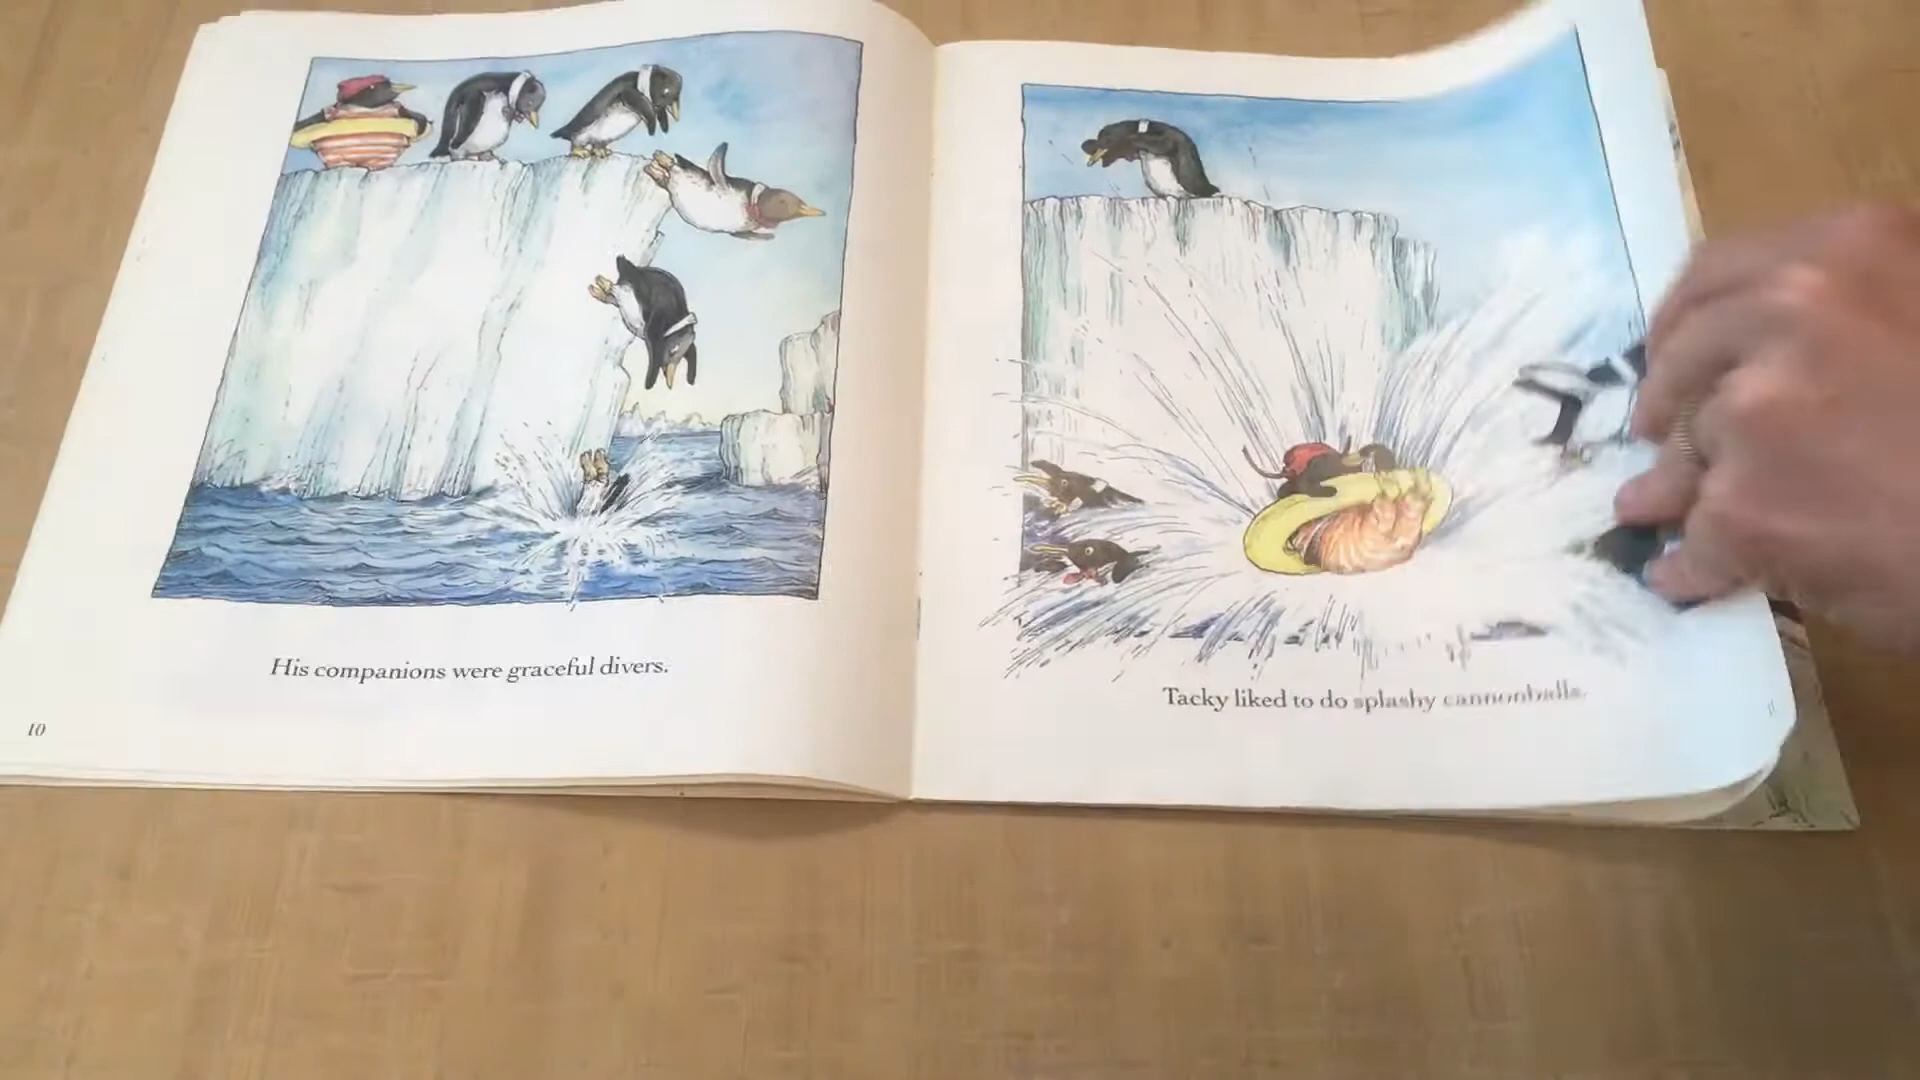 His companions were graceful divers.
10
Tacky liked to do splashy cannonballs.